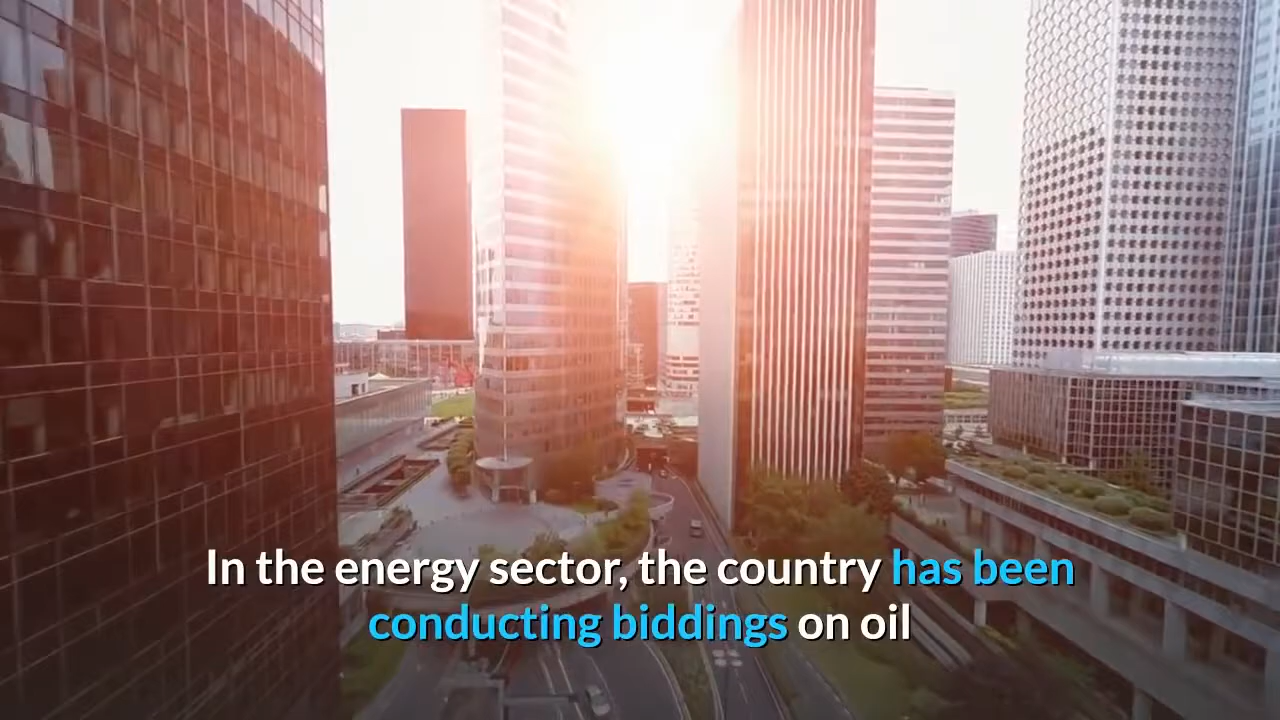 In the energy sector, the country has been
conducting biddings on oil